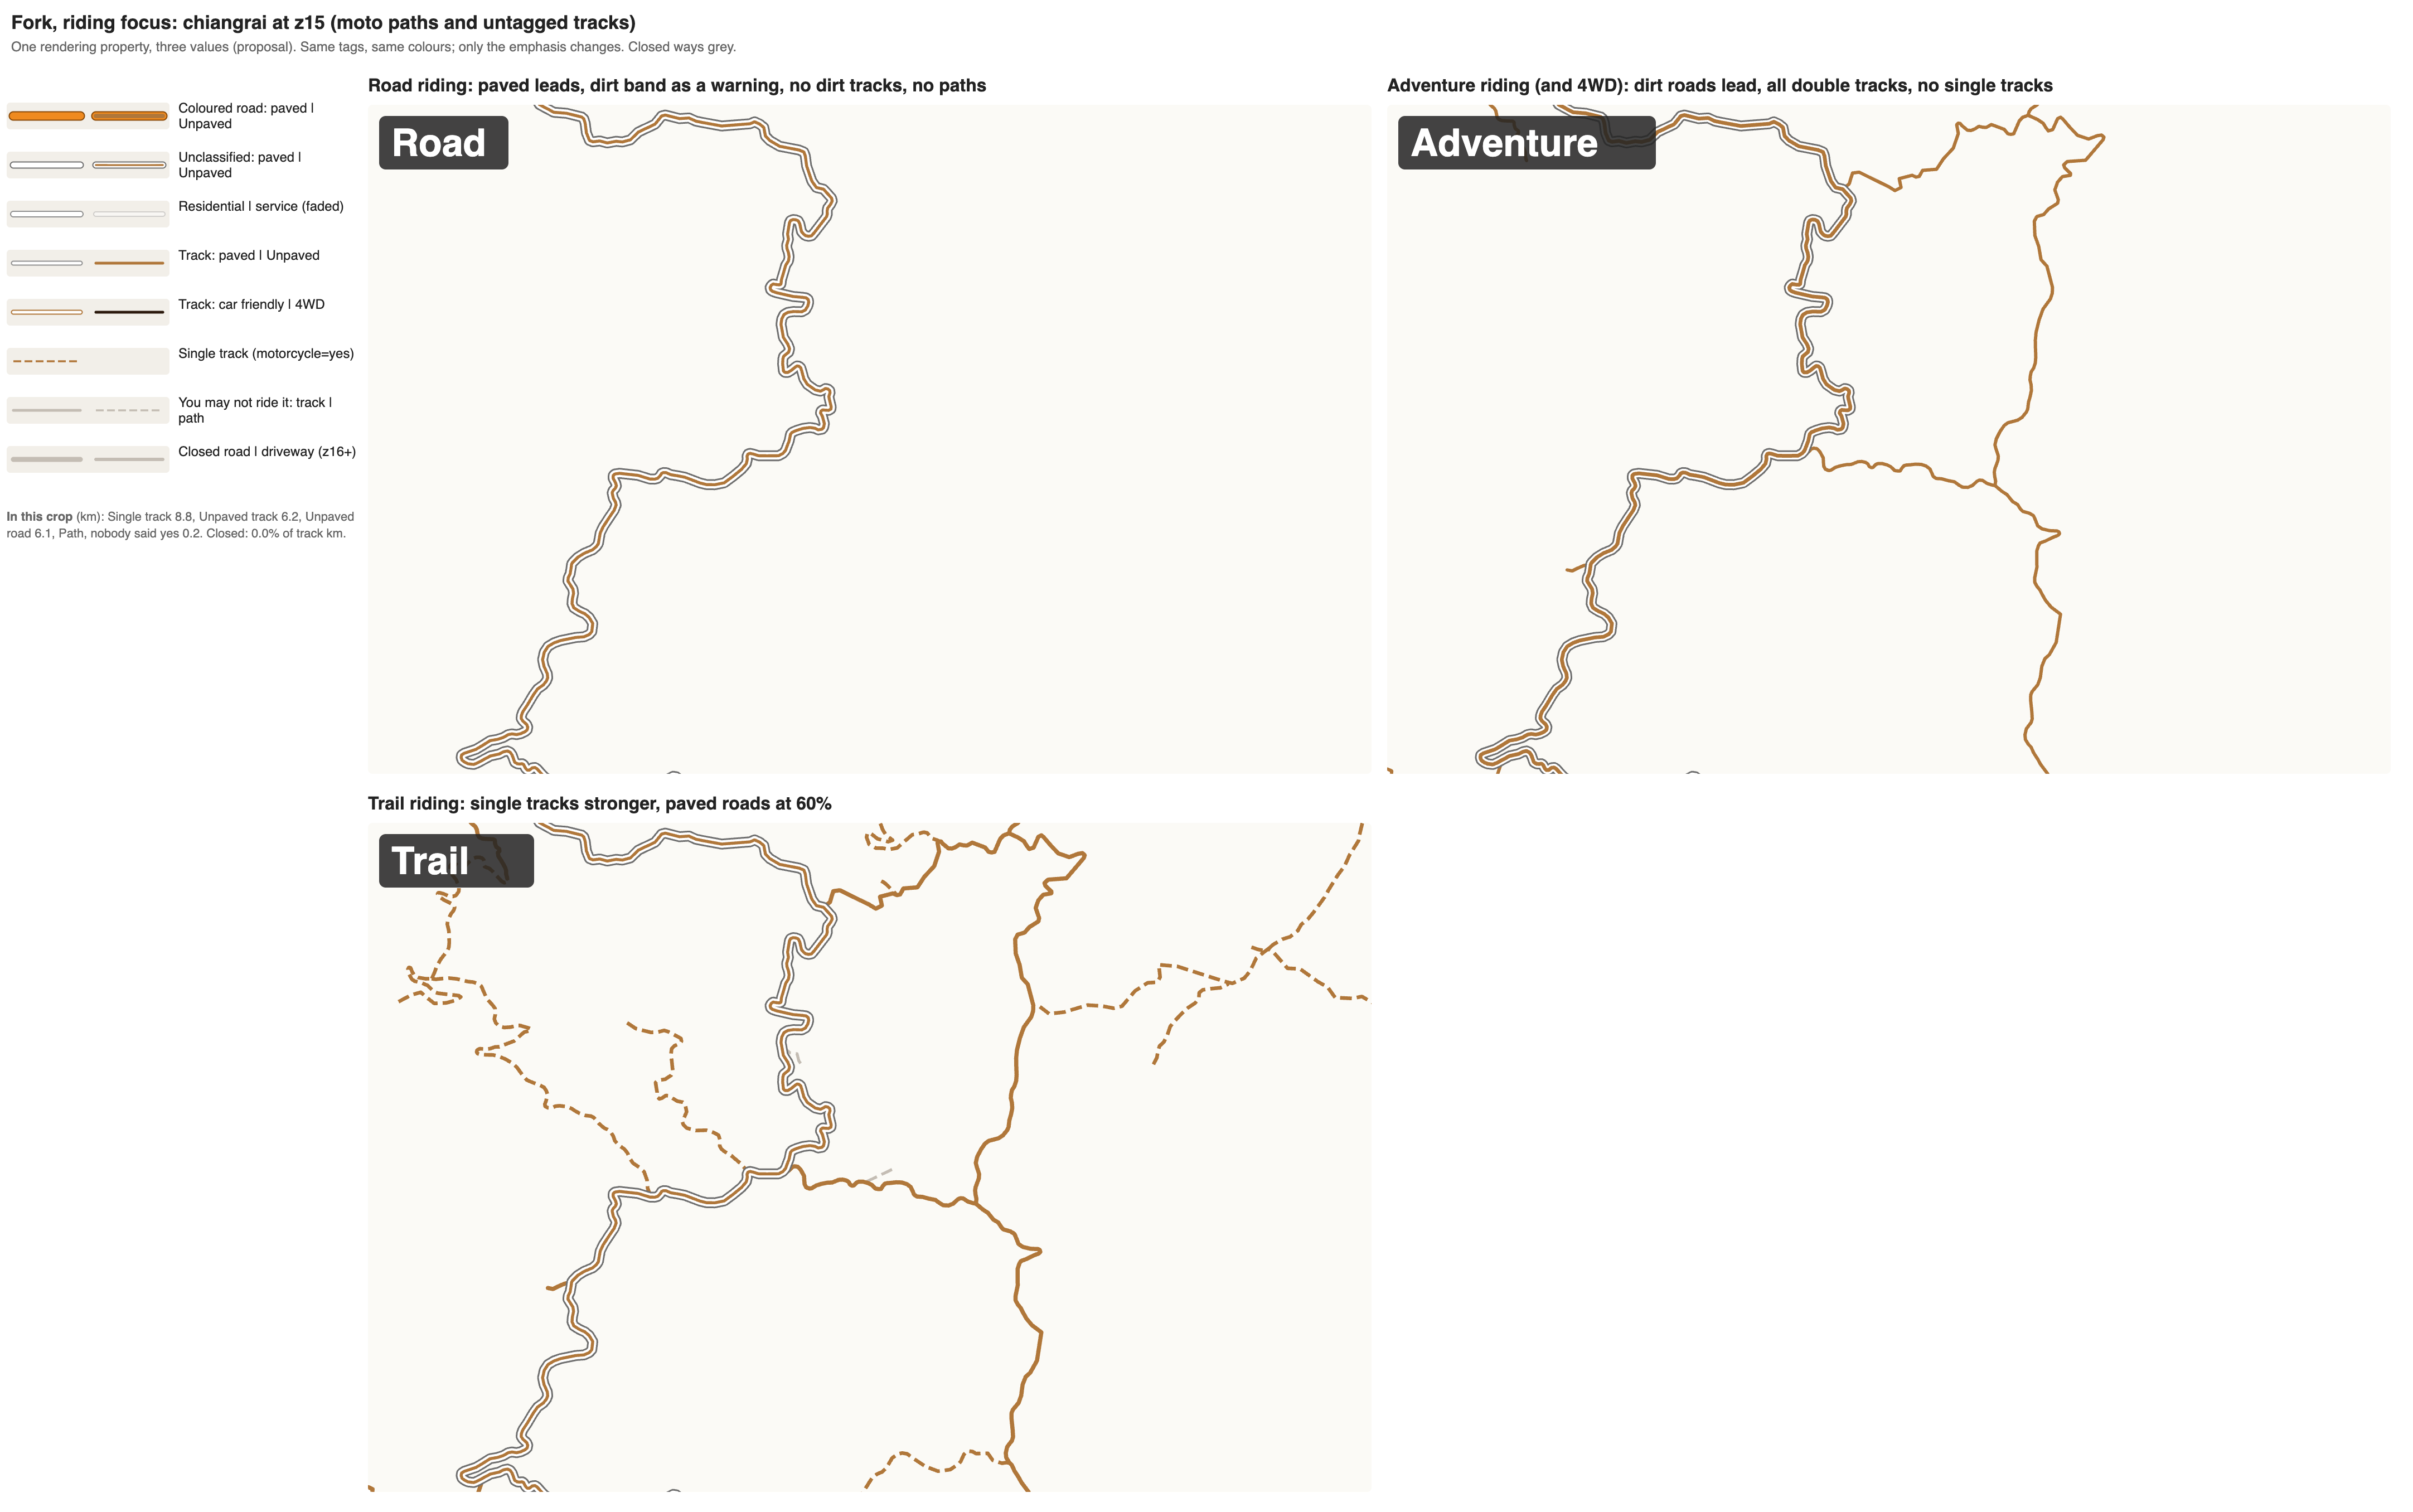 Fork, riding focus: chiangrai at z15 (moto paths and untagged tracks)
One rendering property, three values (proposal). Same tags, same colours; only the emphasis changes. Closed ways grey.
Coloured road: paved |
Unpaved
Unclassified: paved |
Unpaved
Residential | service (faded)
Track: paved | Unpaved
Track: car friendly | 4WD
Single track (motorcycle=yes)
You may not ride it: track |
path
Closed road | driveway (z16+)
In this crop (km): Single track 8.8, Unpaved track 6.2, Unpaved
road 6.1, Path, nobody said yes 0.2. Closed: 0.0% of track km.
Road riding: paved leads, dirt band as a warning, no dirt tracks, no paths
Road
Adventure riding (and 4WD): dirt roads lead, all double tracks, no single tracks
Adventure
Trail riding: single tracks stronger, paved roads at 60%
Trail